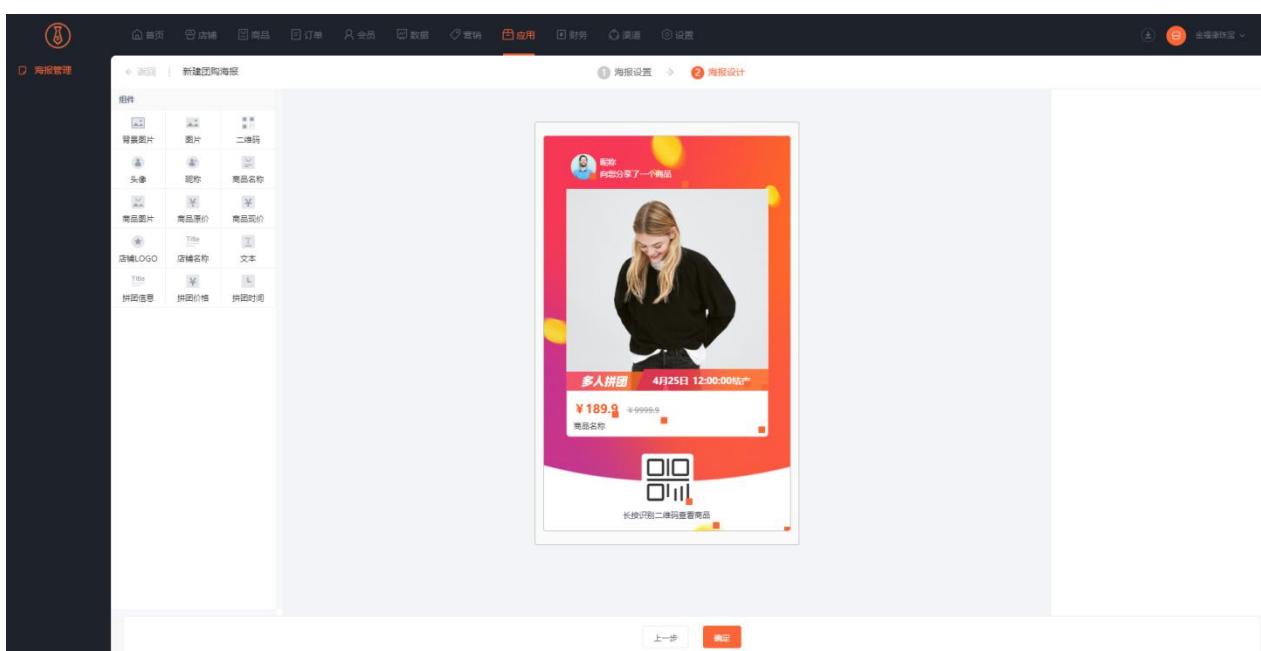 首页 店铺 商品 订单 会员 数据 营销 应用 财务 渠道 设置
海报管理
返回 新建团购海报
1 海报设置 2 海报设计
组件
背景图片 图片 二维码
头像 昵称 商品名称
商品图片 商品原价 商品现价
店铺LOGO Title 店铺名称 文本
Title 拼团信息 拼团价格 拼团时间
昵称
向您分享了一个商品
多人拼团 4月25日 12:00:00结束
¥189.9 ¥9999.9
商品名称
长按识别二维码查看商品
上一步 确定